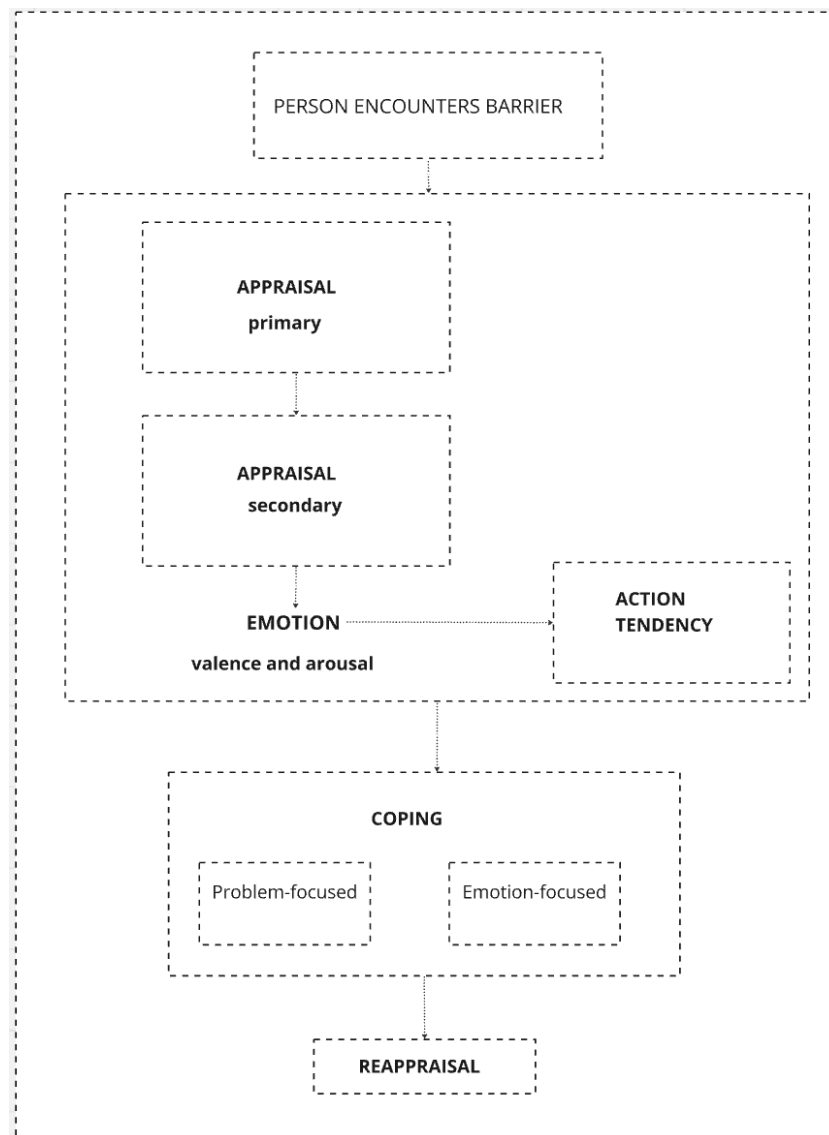 PERSON ENCOUNTERS BARRIER
APPRAISAL
primary
APPRAISAL
secondary
EMOTION
valence and arousal
ACTION
TENDENCY
COPING
Problem-focused
Emotion-focused
REAPPRAISAL